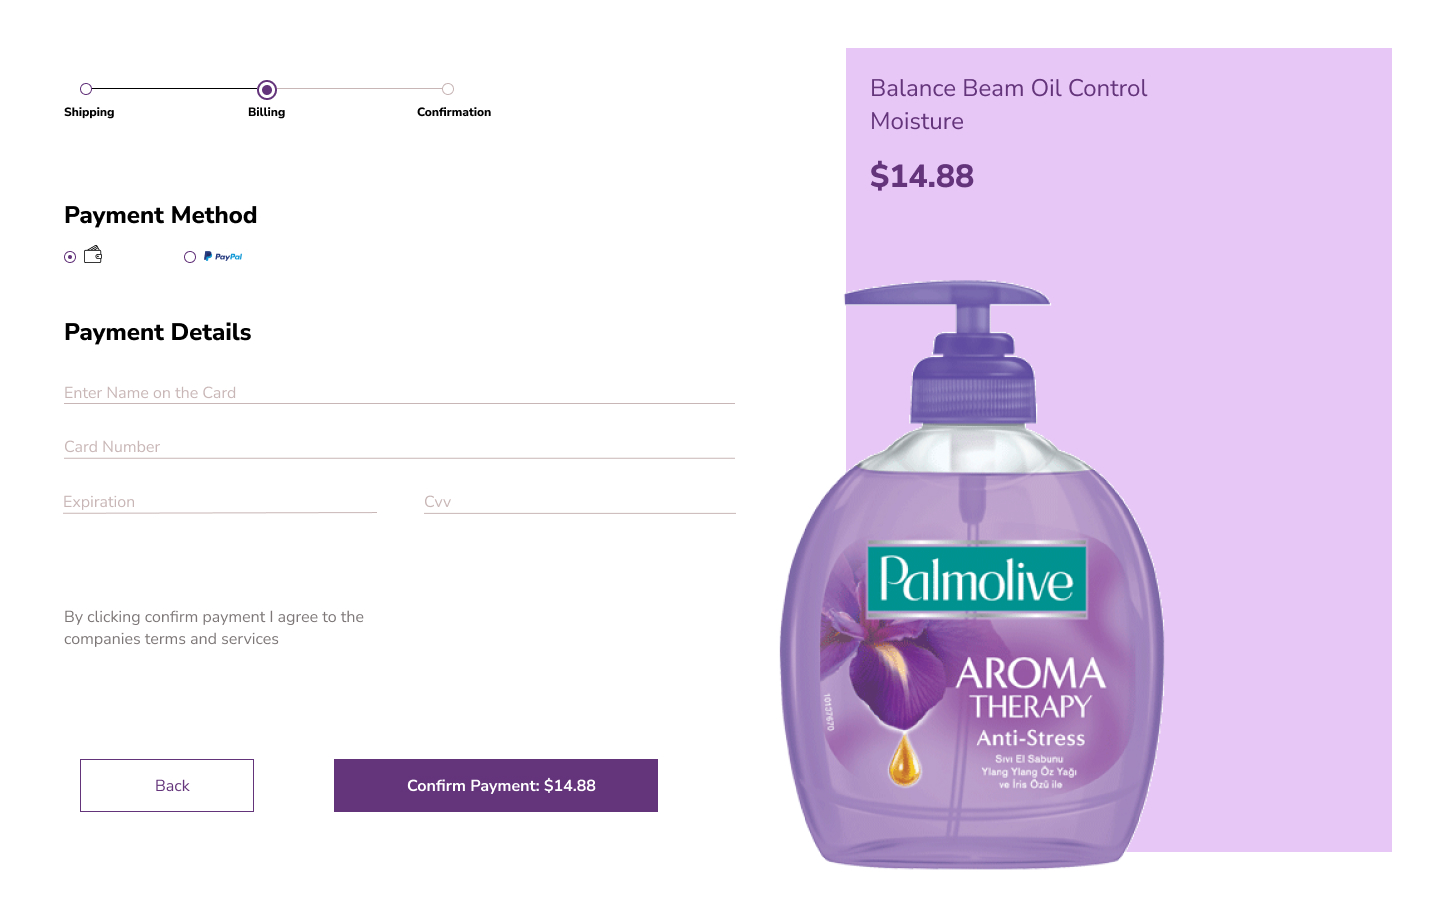 Shipping
Billing
Confirmation
Payment Method
PayPal
Payment Details
Enter Name on the Card
Card Number
Expiration
Cvv
By clicking confirm payment I agree to the
companies terms and services
Back
Confirm Payment: $14.88
Balance Beam Oil Control
Moisture
$14.88
Palmolive
AROMA
THERAPY
Anti-Stress
Sıvı El Sabunu
Ylang Ylang Öz Yağı
ve İris Özü ile
10137670